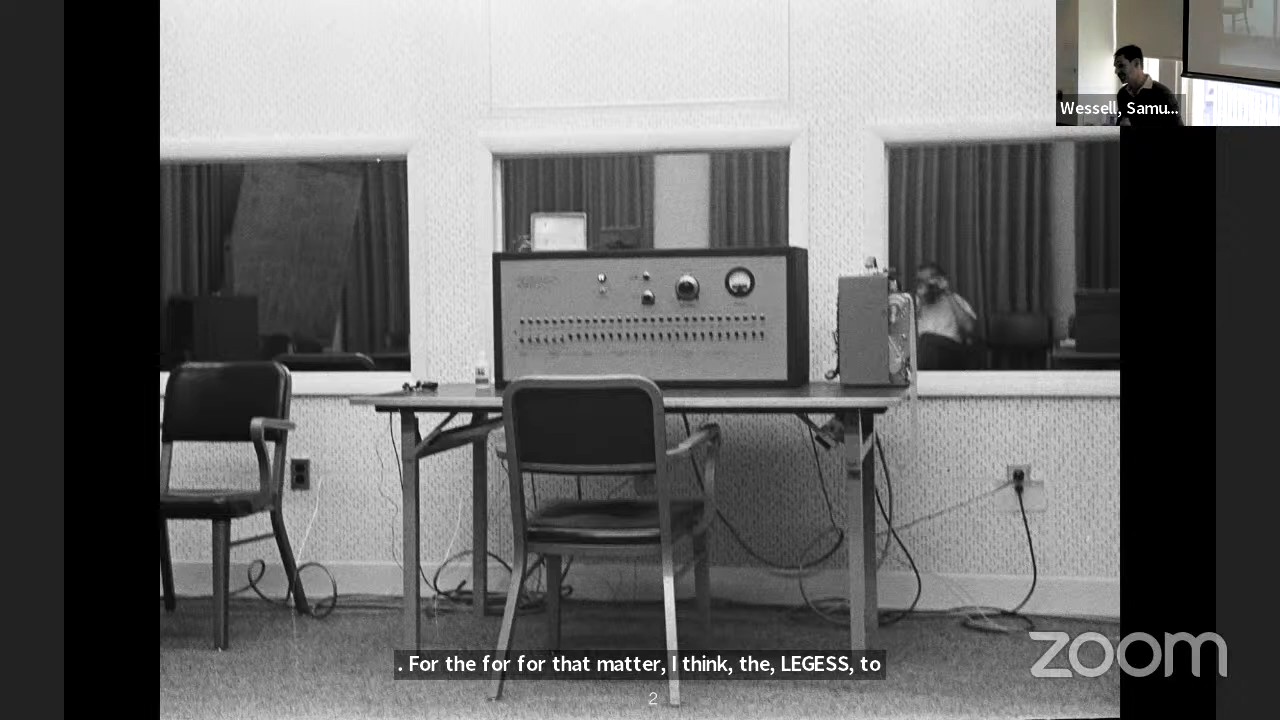 Wessell, Samu...
. For the for for that matter, I think, the, LEGESS, to
zoom
2